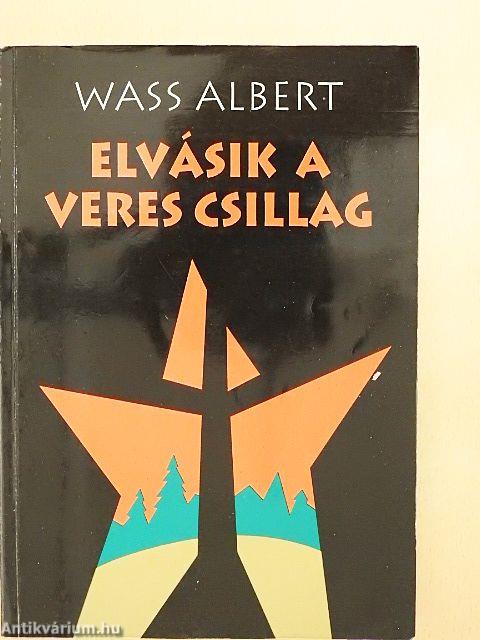 WASS ALBERT
ELVÁSIK A
VERES CSILLAG
Antikvárium.hu